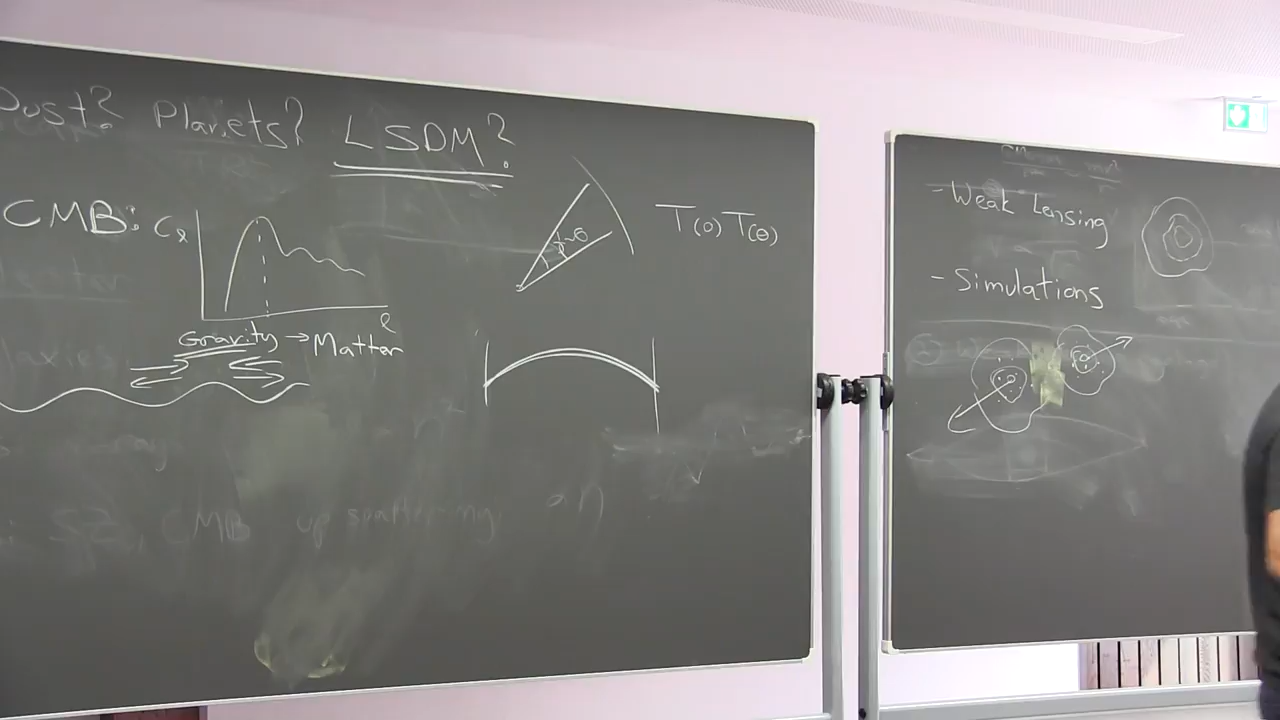 Dust? Planets? LSDM?
CMB: Cℓ
ℓ
θ
T(0) T(θ)
Gravity → Matter
SZ, CMB up scattering
- Weak Lensing
- Simulations